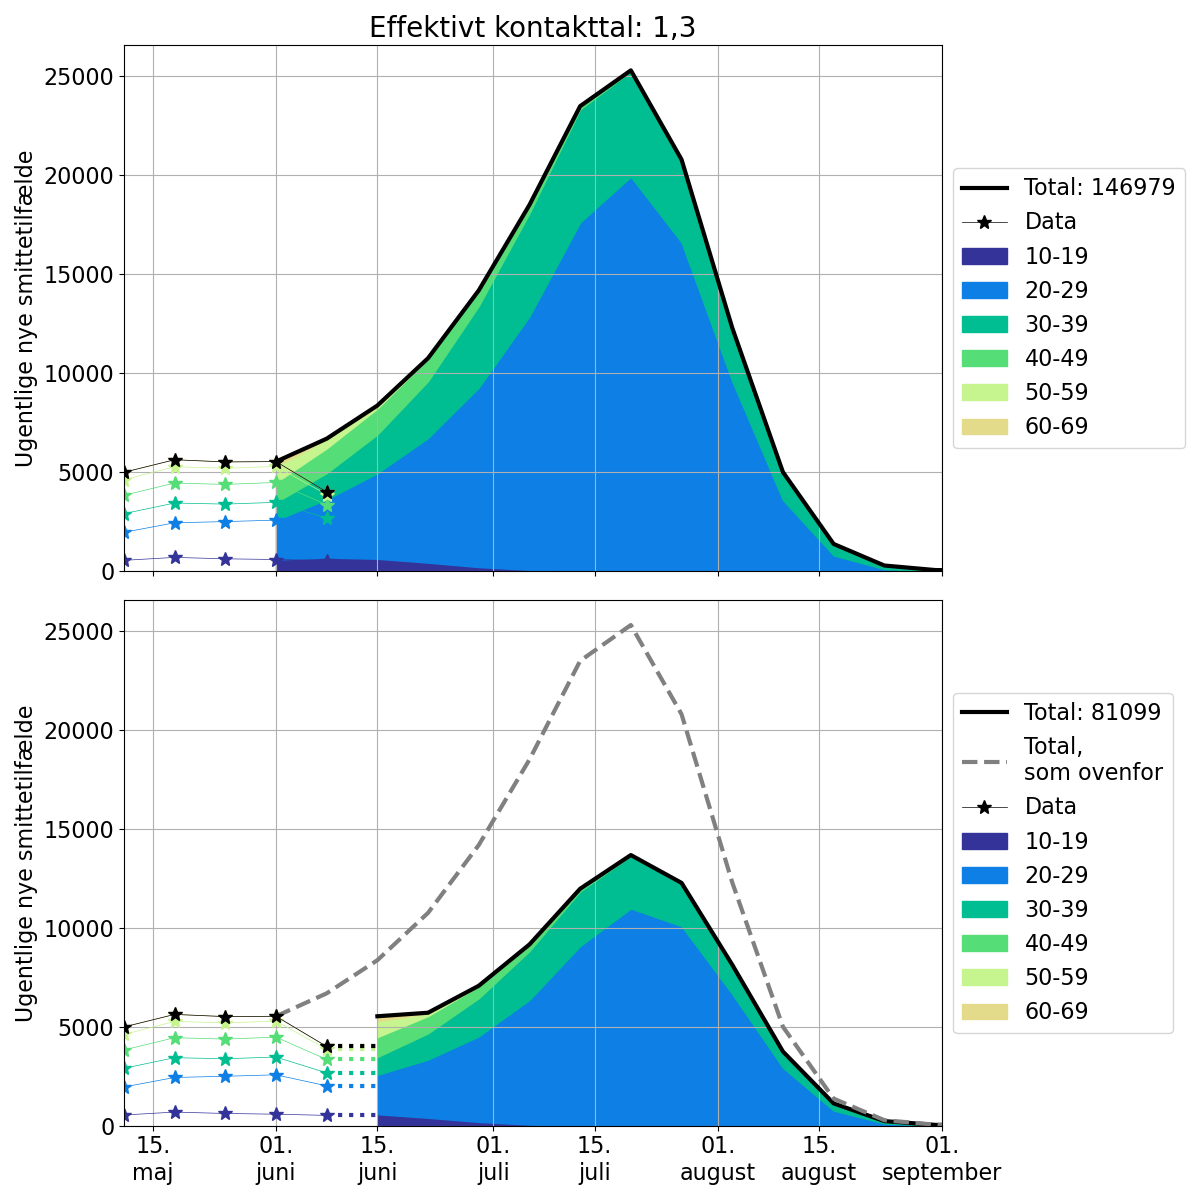 Effektivt kontakttal: 1,3
Ugentlige nye smittetilfælde
25000
20000
15000
10000
5000
0
Total: 146979
Data
10-19
20-29
30-39
40-49
50-59
60-69
Ugentlige nye smittetilfælde
25000
20000
15000
10000
5000
0
15.
maj
01.
juni
15.
juni
01.
juli
15.
juli
01.
august
15.
august
01.
september
Total: 81099
Total,
som ovenfor
Data
10-19
20-29
30-39
40-49
50-59
60-69